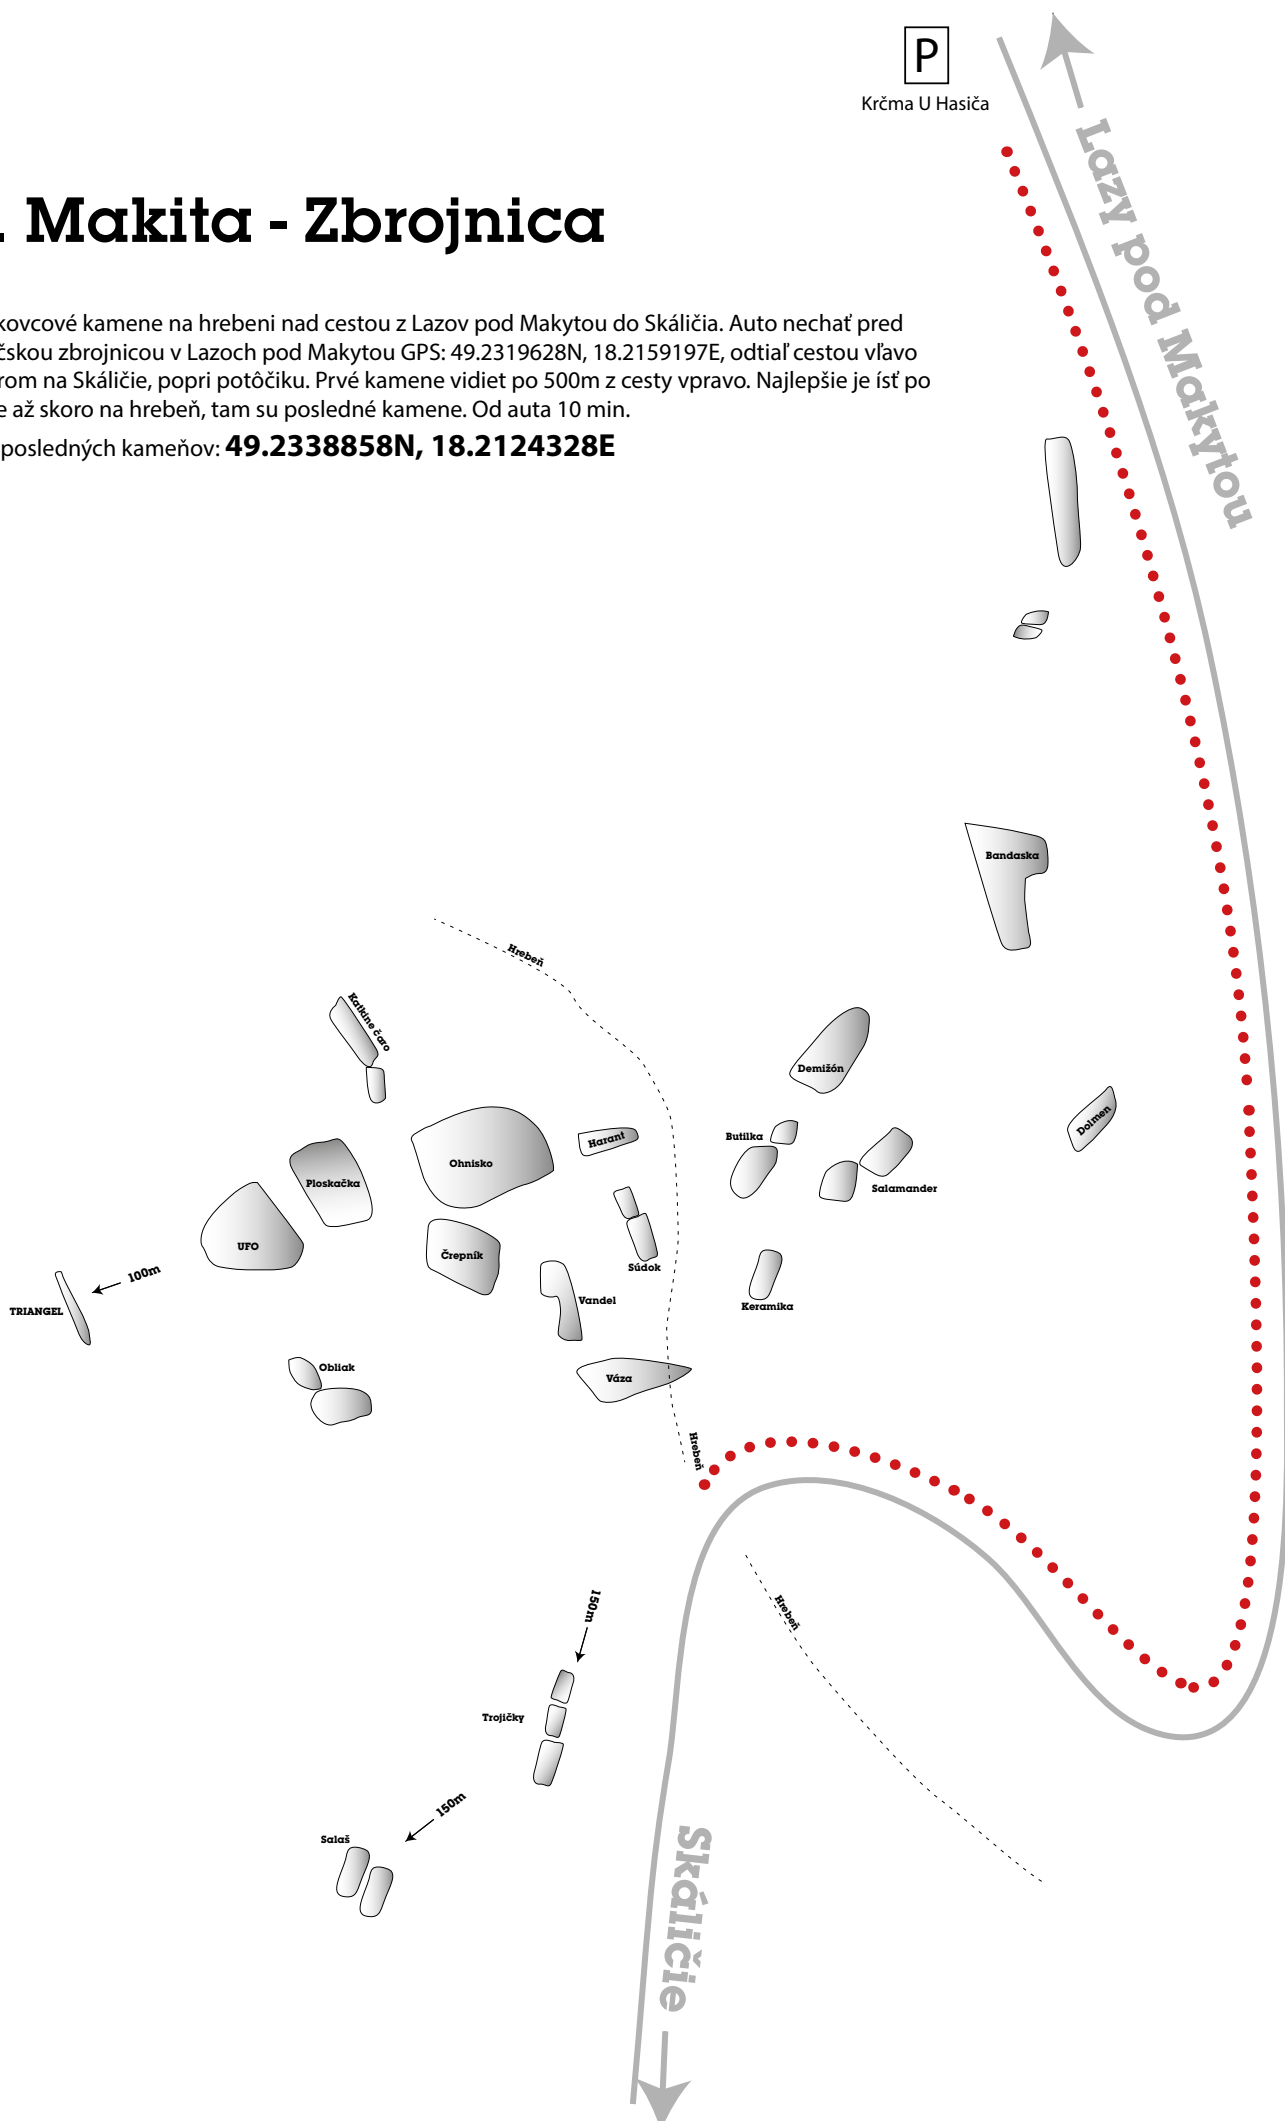 P
Krčma U Hasiča
Lazy pod Makytou
. Makita - Zbrojnica
kovcové kamene na hrebeni nad cestou z Lazov pod Makytou do Skáličia. Auto nechať pred
čskou zbrojnicou v Lazoch pod Makytou GPS: 49.2319628N, 18.2159197E, odtiaľ cestou vľavo
rom na Skáličie, popri potôčiku. Prvé kamene vidiet po 500m z cesty vpravo. Najlepšie je ísť po
e až skoro na hrebeň, tam su posledné kamene. Od auta 10 min.
posledných kameňov: 49.2338858N, 18.2124328E
Bandaska
Hrebeň
Katkine čaro
Demižón
Dolmen
Butilka
Harant
Ohnisko
Ploskačka
Salamander
UFO
Črepník
Súdok
100m
TRIANGEL
Vandel
Keramika
Obliak
Váza
Hrebeň
150m
Hrebeň
Trojičky
150m
Salaš
Skáličie